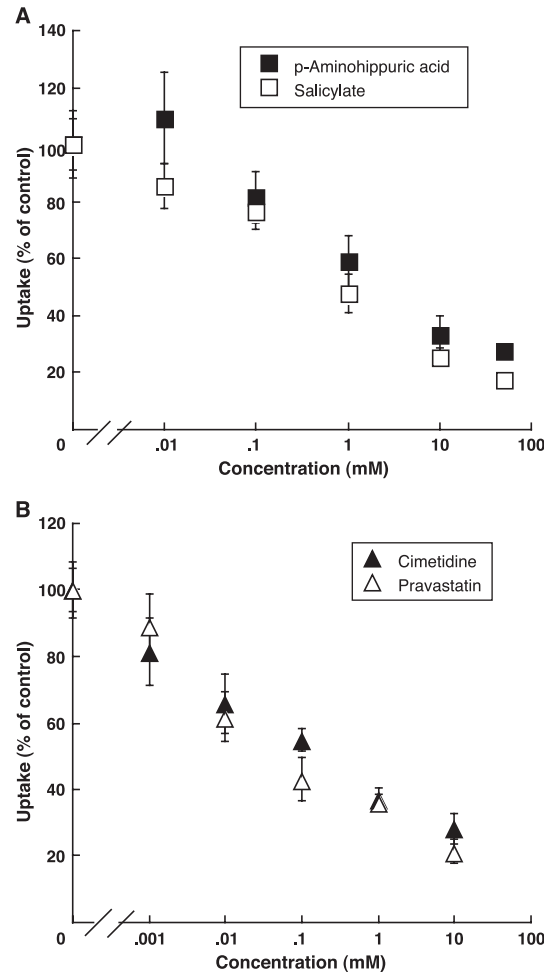 A
140
120
100
80
60
40
20
0
Uptake (% of control)
p-Aminohippuric acid
Salicylate
.01 .1 1 10 100
Concentration (mM)
B
120
100
80
60
40
20
0
Uptake (% of control)
Cimetidine
Pravastatin
.001 .01 .1 1 10 100
Concentration (mM)